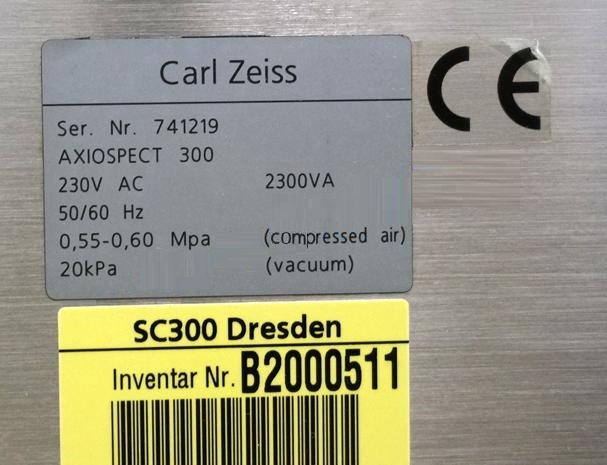 Carl Zeiss
CE
Ser. Nr. 741219
AXIOSPECT 300
230V AC 2300VA
50/60 Hz
0,55-0,60 Mpa (compressed air)
20kPa (vacuum)
SC300 Dresden
Inventar Nr. B2000511